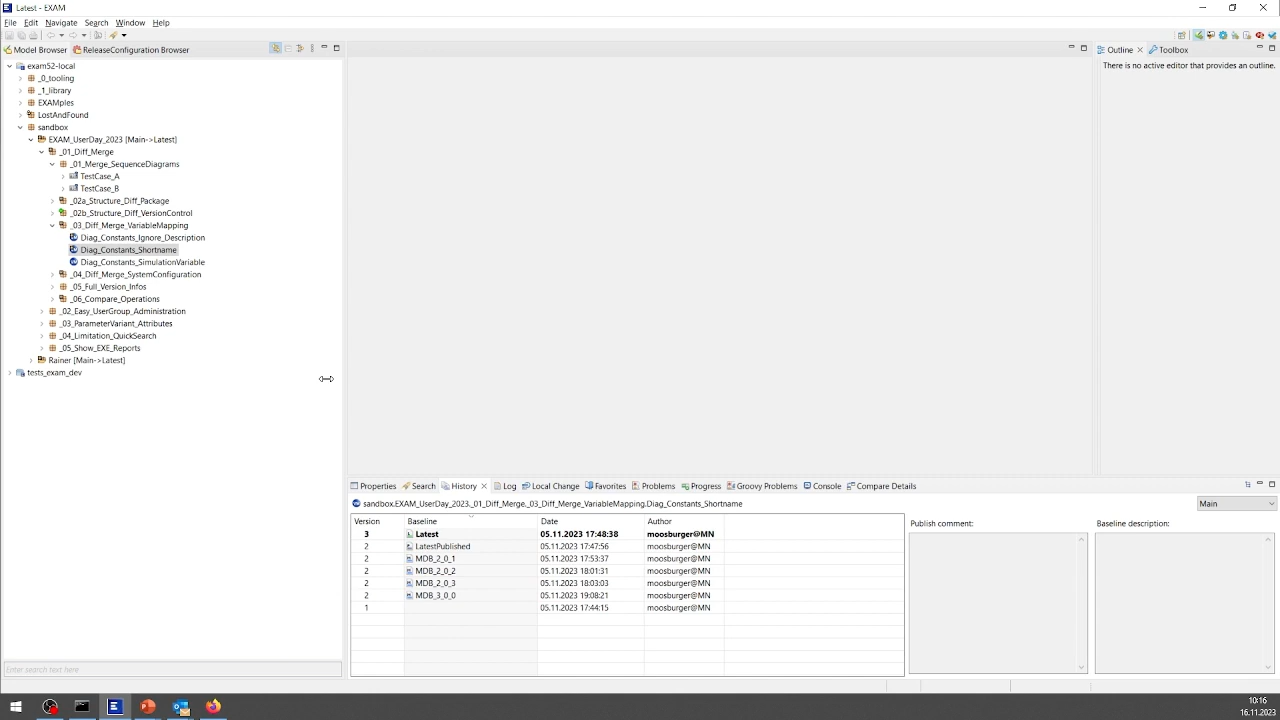 Latest - EXAM
File Edit Navigate Search Window Help
Model Browser ReleaseConfiguration Browser
Outline Toolbox
exam52-local
There is no active editor that provides an outline.
_0_tooling
_1_library
EXAMples
LostAndFound
sandbox
EXAM_UserDay_2023 [Main->Latest]
_01_Diff_Merge
_01_Merge_SequenceDiagrams
TestCase_A
TestCase_B
_02a_Structure_Diff_Package
_02b_Structure_Diff_VersionControl
_03_Diff_Merge_VariableMapping
Diag_Constants_Ignore_Description
Diag_Constants_Shortname
Diag_Constants_SimulationVariable
_04_Diff_Merge_SystemConfiguration
_05_Full_Version_Infos
_06_Compare_Operations
_02_Easy_UserGroup_Administration
_03_ParameterVariant_Attributes
_04_Limitation_QuickSearch
_05_Show_EXE_Reports
Rainer [Main->Latest]
tests_exam_dev
Enter search text here
Properties Search History Log Local Change Favorites Problems Progress Groovy Problems Console Compare Details
sandbox.EXAM_UserDay_2023._01_Diff_Merge._03_Diff_Merge_VariableMapping.Diag_Constants_Shortname Main
Version Baseline Date Author
Publish comment: Baseline description:
3 Latest 05.11.2023 17:48:38 moosburger@MN
2 LatestPublished 05.11.2023 17:47:56 moosburger@MN
2 MDB_2_0_1 05.11.2023 17:53:37 moosburger@MN
2 MDB_2_0_2 05.11.2023 18:01:31 moosburger@MN
2 MDB_2_0_3 05.11.2023 18:03:03 moosburger@MN
2 MDB_3_0_0 05.11.2023 19:08:21 moosburger@MN
1 05.11.2023 17:44:15 moosburger@MN
10:16
16.11.2023